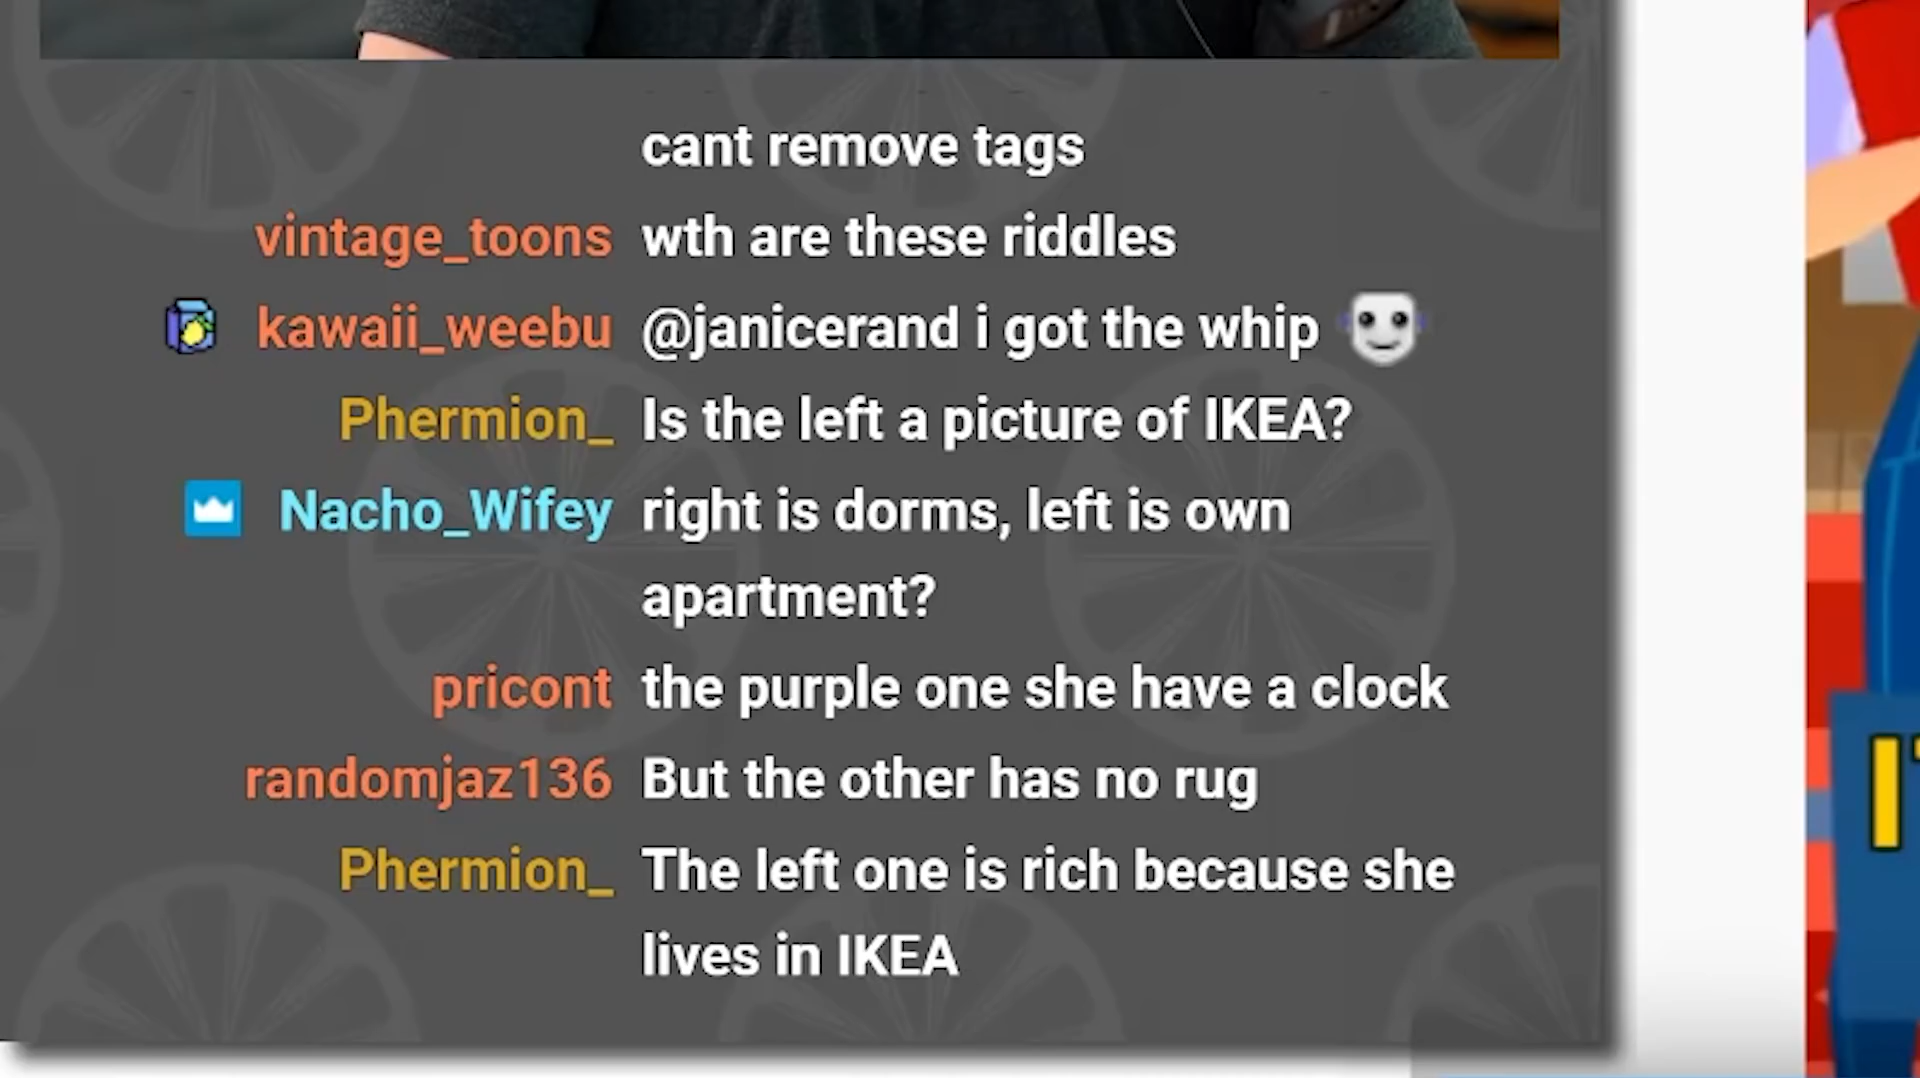 cant remove tags
vintage_toons wth are these riddles
kawaii_weebu @janicerand i got the whip
Phermion_ Is the left a picture of IKEA?
Nacho_Wifey right is dorms, left is own
apartment?
pricont the purple one she have a clock
randomjaz136 But the other has no rug
Phermion_ The left one is rich because she
lives in IKEA